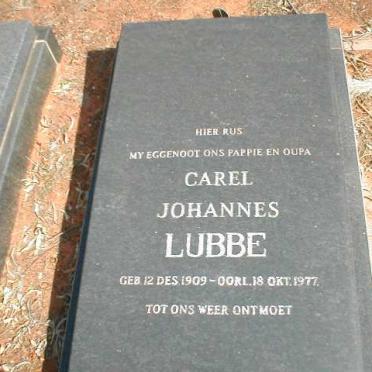 HIER RUS
MY EGGENOOT ONS PAPPIE EN OUPA
CAREL
JOHANNES
LUBBE
GEB 12 DES 1909 - OORL. 18 OKT. 1977.
TOT ONS WEER ONTMOET